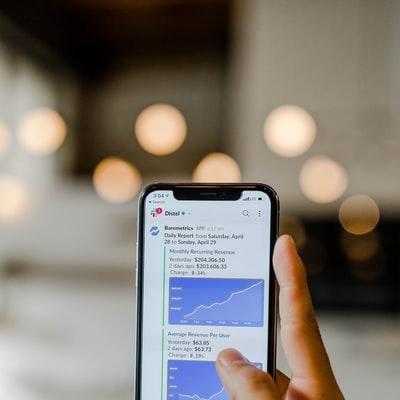 2:04
Search
Distel
Baremetrics APP
Daily Report from Saturday, April
28 to Sunday, April 29
Monthly Recurring Revenue
Yesterday: $204,306.50
2 days ago: $203,606.33
Change: 0.34%
Average Revenue Per User
Yesterday: $63.85
2 days ago: $63.73
Change: 0.19%